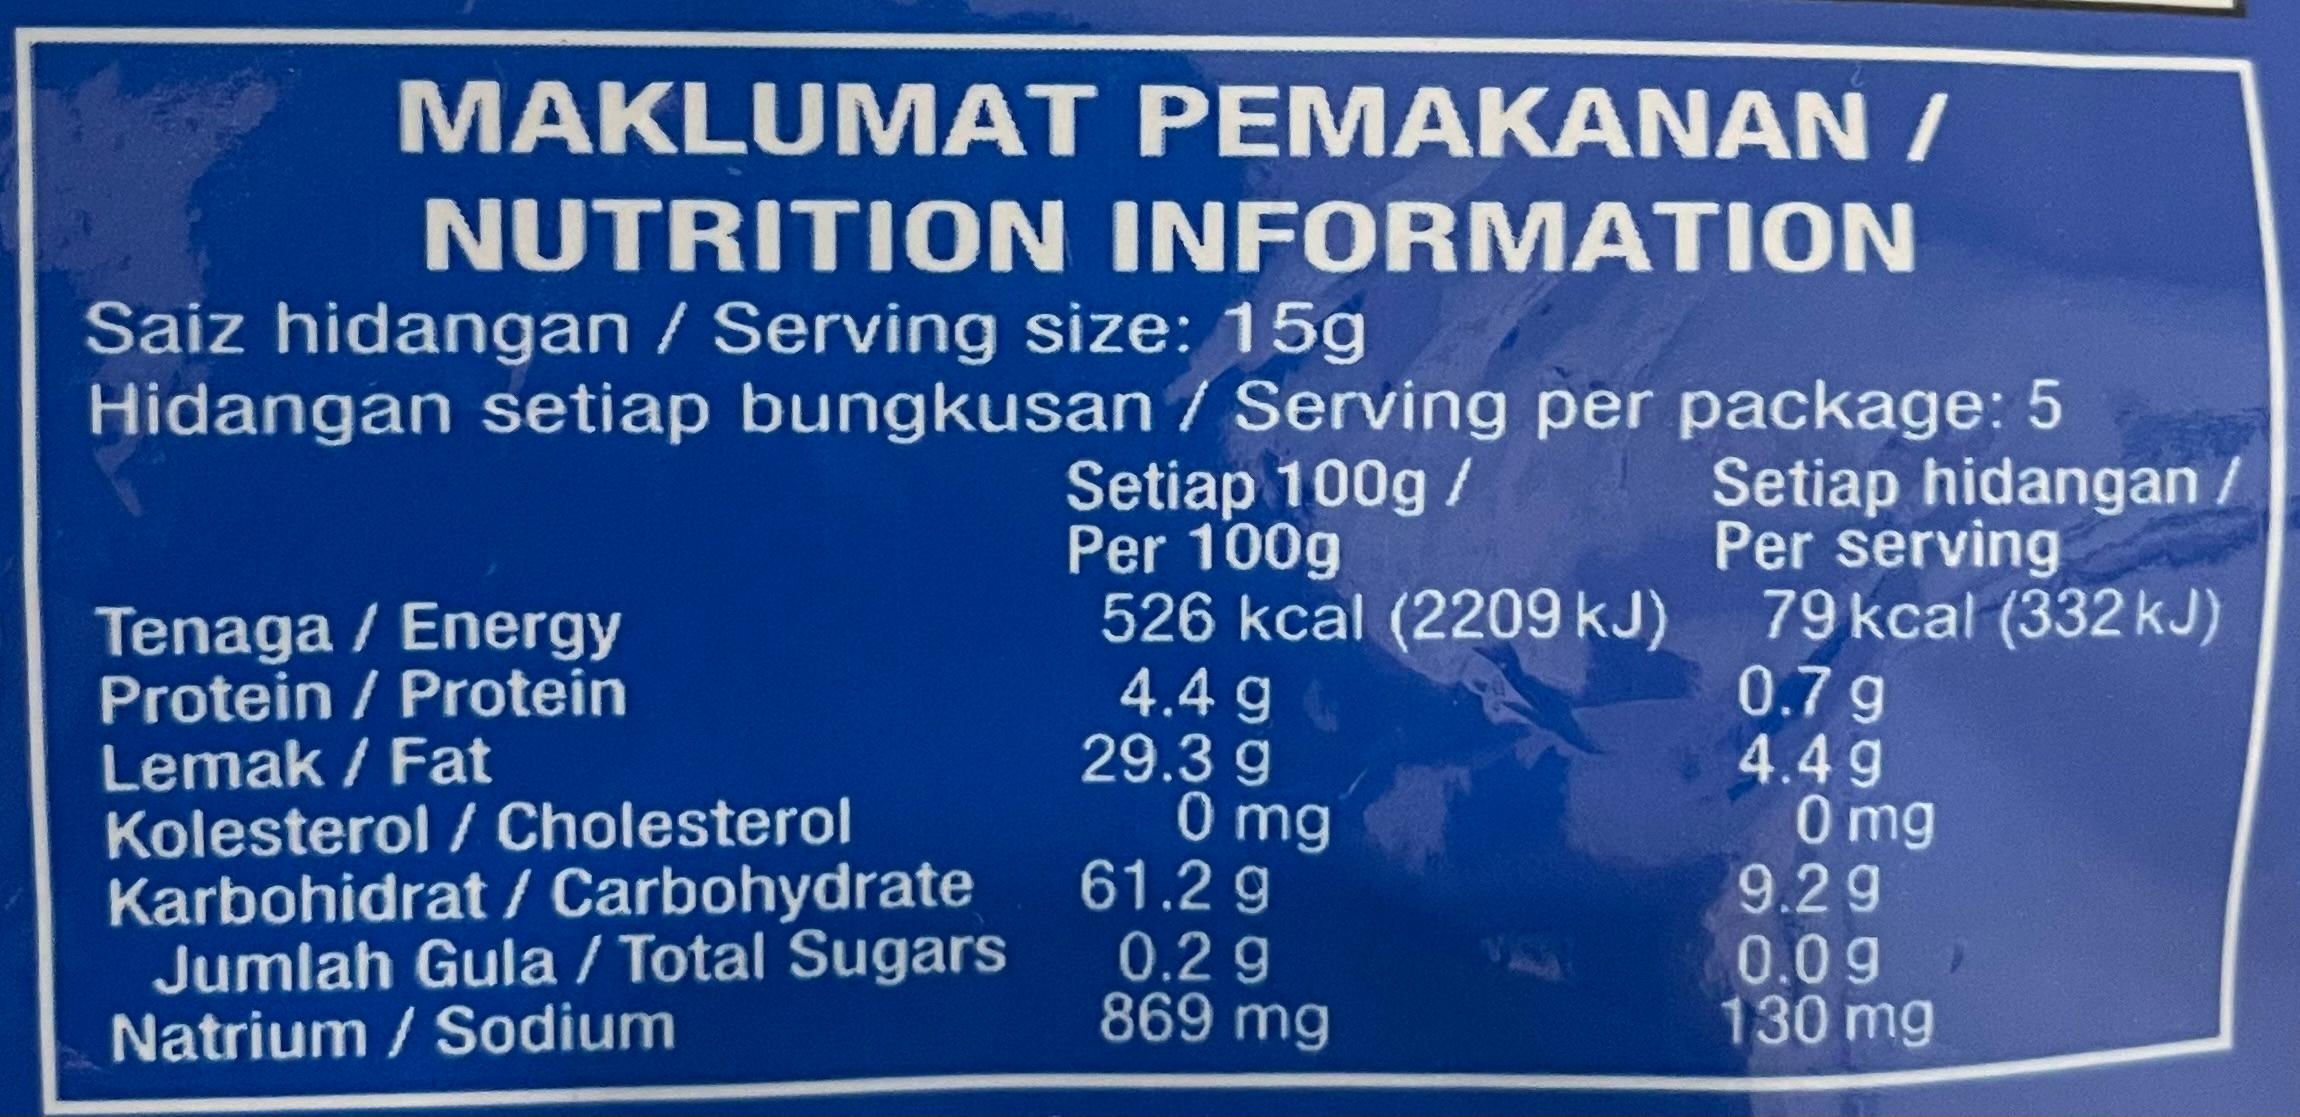 MAKLUMAT PEMAKANAN /
NUTRITION INFORMATION
Saiz hidangan / Serving size: 15g
Hidangan setiap bungkusan / Serving per package: 5
Setiap 100g / Setiap hidangan /
Per 100g Per serving
Tenaga / Energy 526 kcal (2209 kJ) 79 kcal (332 kJ)
Protein / Protein 4.4 g 0.7 g
Lemak / Fat 29.3 g 4.4 g
Kolesterol / Cholesterol 0 mg 0 mg
Karbohidrat / Carbohydrate 61.2 g 9.2 g
Jumlah Gula / Total Sugars 0.2 g 0.0 g
Natrium / Sodium 869 mg 130 mg